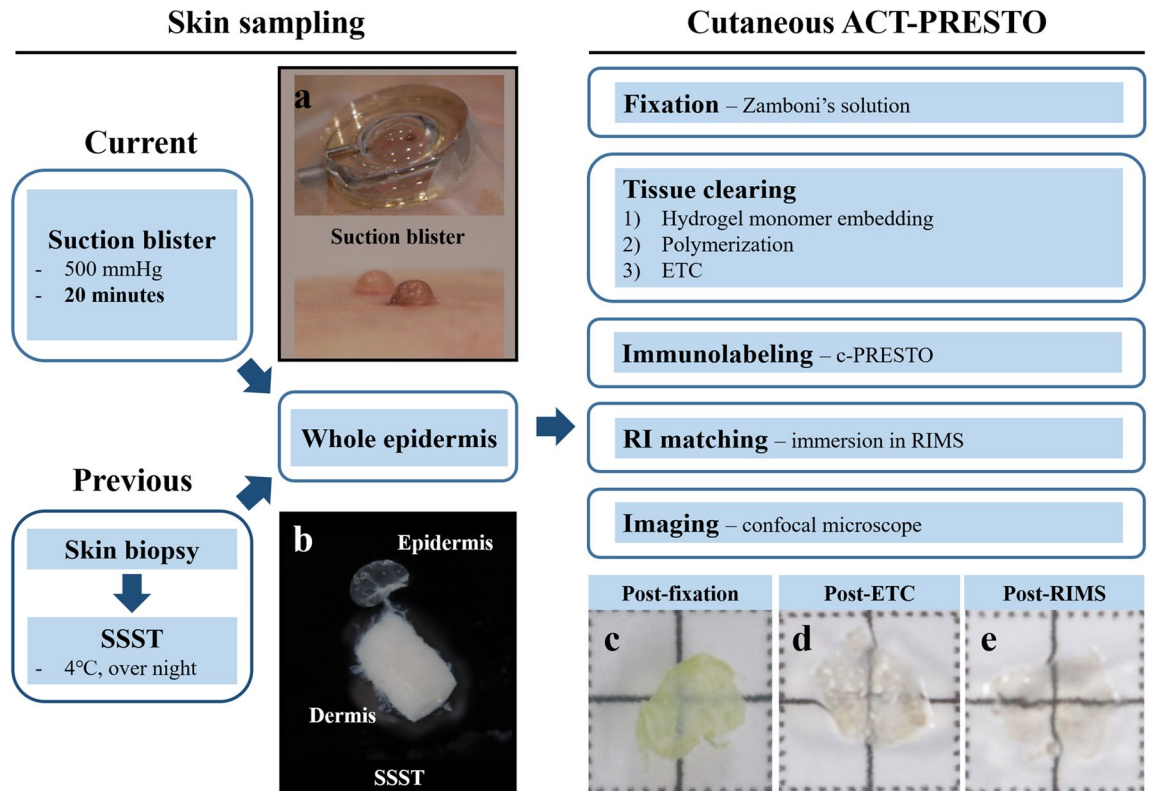 Skin sampling
Current
Suction blister
- 500 mmHg
- 20 minutes
a
Suction blister
Previous
Skin biopsy
SSST
- 4℃, over night
Whole epidermis
b
Epidermis
Dermis
SSST
Cutaneous ACT-PRESTO
Fixation – Zamboni’s solution
Tissue clearing
1) Hydrogel monomer embedding
2) Polymerization
3) ETC
Immunolabeling – c-PRESTO
RI matching – immersion in RIMS
Imaging – confocal microscope
Post-fixation
c
Post-ETC
d
Post-RIMS
e